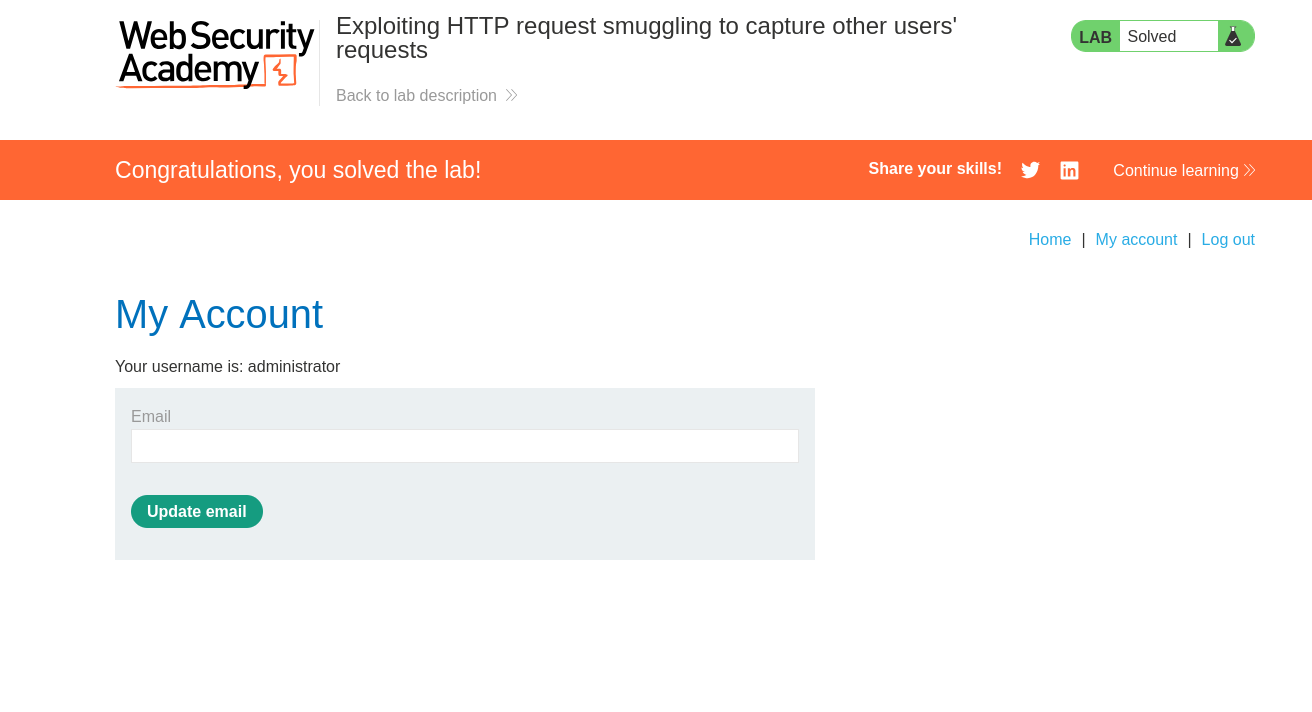 Web Security
Academy
Exploiting HTTP request smuggling to capture other users'
requests
Back to lab description
LAB Solved
Congratulations, you solved the lab!
Share your skills!
Continue learning
Home | My account | Log out
My Account
Your username is: administrator
Email
Update email